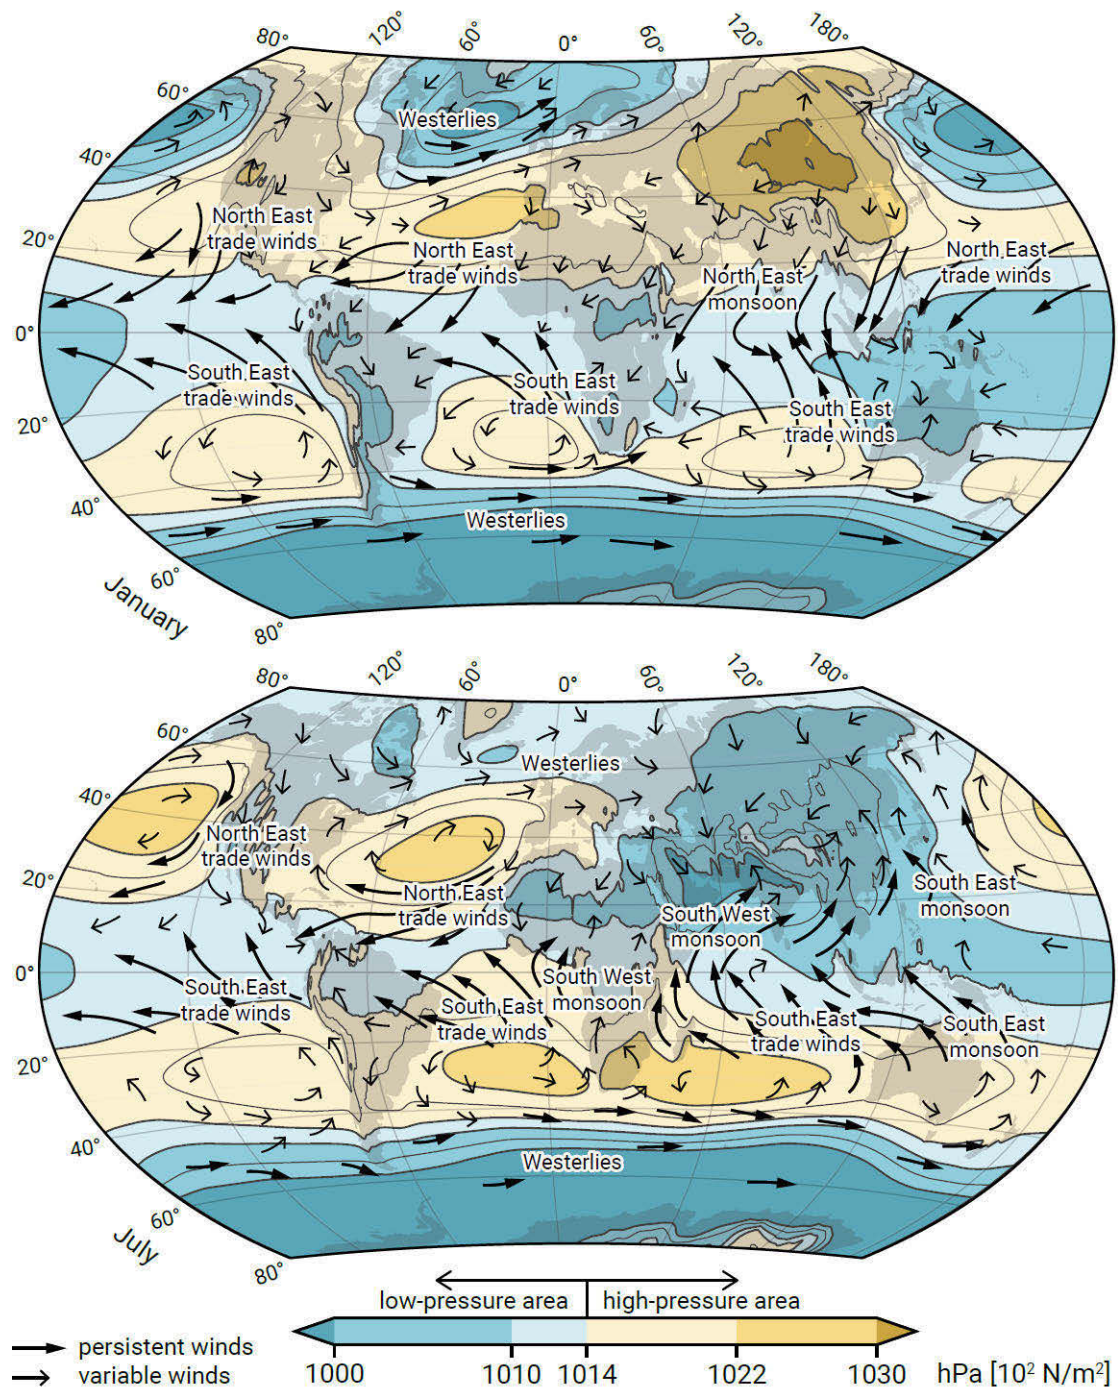 80°
120°
60°
0°
60°
120°
180°
60°
40°
20°
0°
20°
40°
60°
80°
Westerlies
North East
trade winds
North East
trade winds
North East
monsoon
North East
trade winds
South East
trade winds
South East
trade winds
South East
trade winds
Westerlies
January
80°
120°
60°
0°
60°
120°
180°
60°
40°
20°
0°
20°
40°
60°
80°
Westerlies
North East
trade winds
North East
trade winds
South East
monsoon
South West
monsoon
South West
monsoon
South East
trade winds
South East
trade winds
South East
trade winds
South East
monsoon
Westerlies
July
low-pressure area
high-pressure area
persistent winds
variable winds
1000 1010 1014 1022 1030 hPa [10² N/m²]